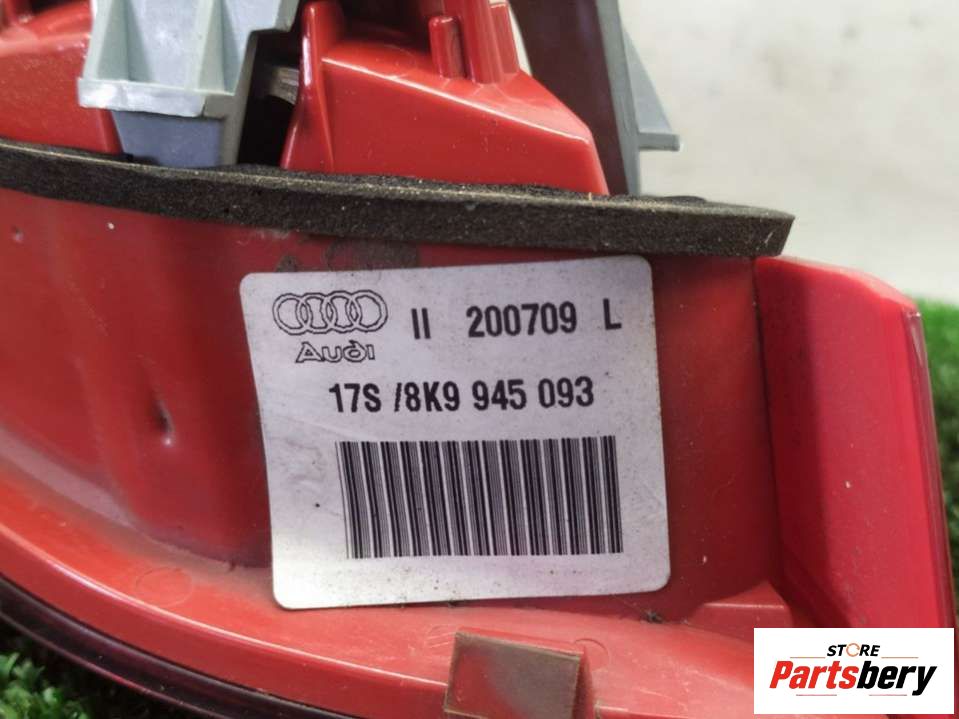 II 200709 L
Audi
17S /8K9 945 093
STORE
Partsbery